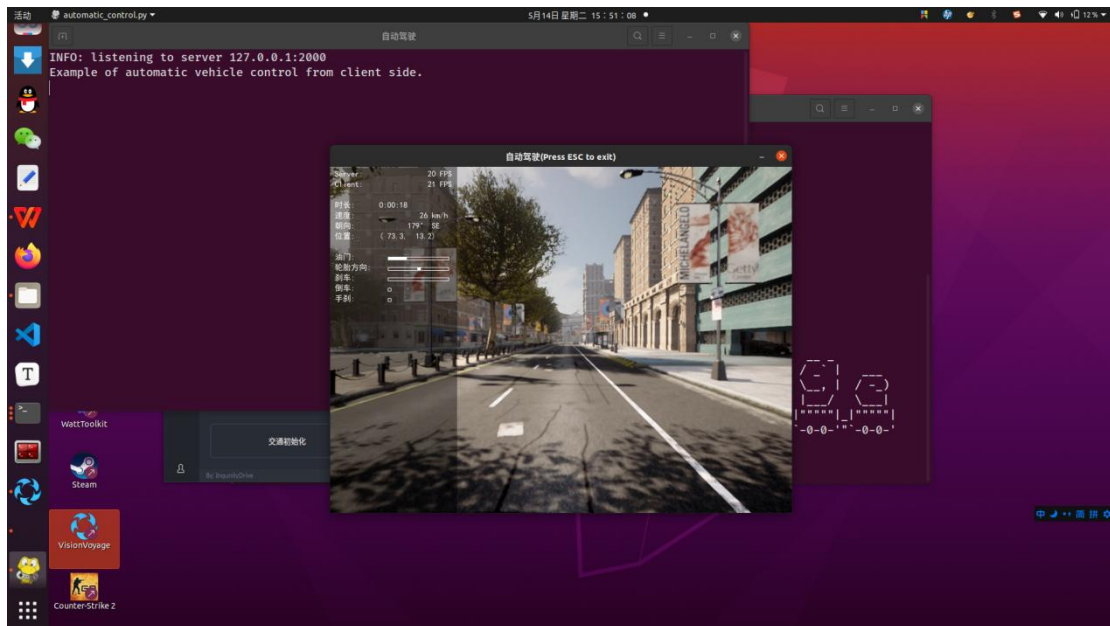 活动
automatic_control.py
5月14日 星期二 15：51：08
12%
自动驾驶
INFO: listening to server 127.0.0.1:2000
Example of automatic vehicle control from client side.
自动驾驶(Press ESC to exit)
Server: 20 FPS
Client: 21 FPS
时长: 0:00:18
速度: 26 km/h
朝向: 179° SE
位置: ( 73.3, 13.2)
油门:
轮胎方向:
刹车:
倒车:
手刹:
MICHELANGELO
Getty
WattToolkit
交通初始化
Steam
VisionVoyage
Counter-Strike 2
中
拼